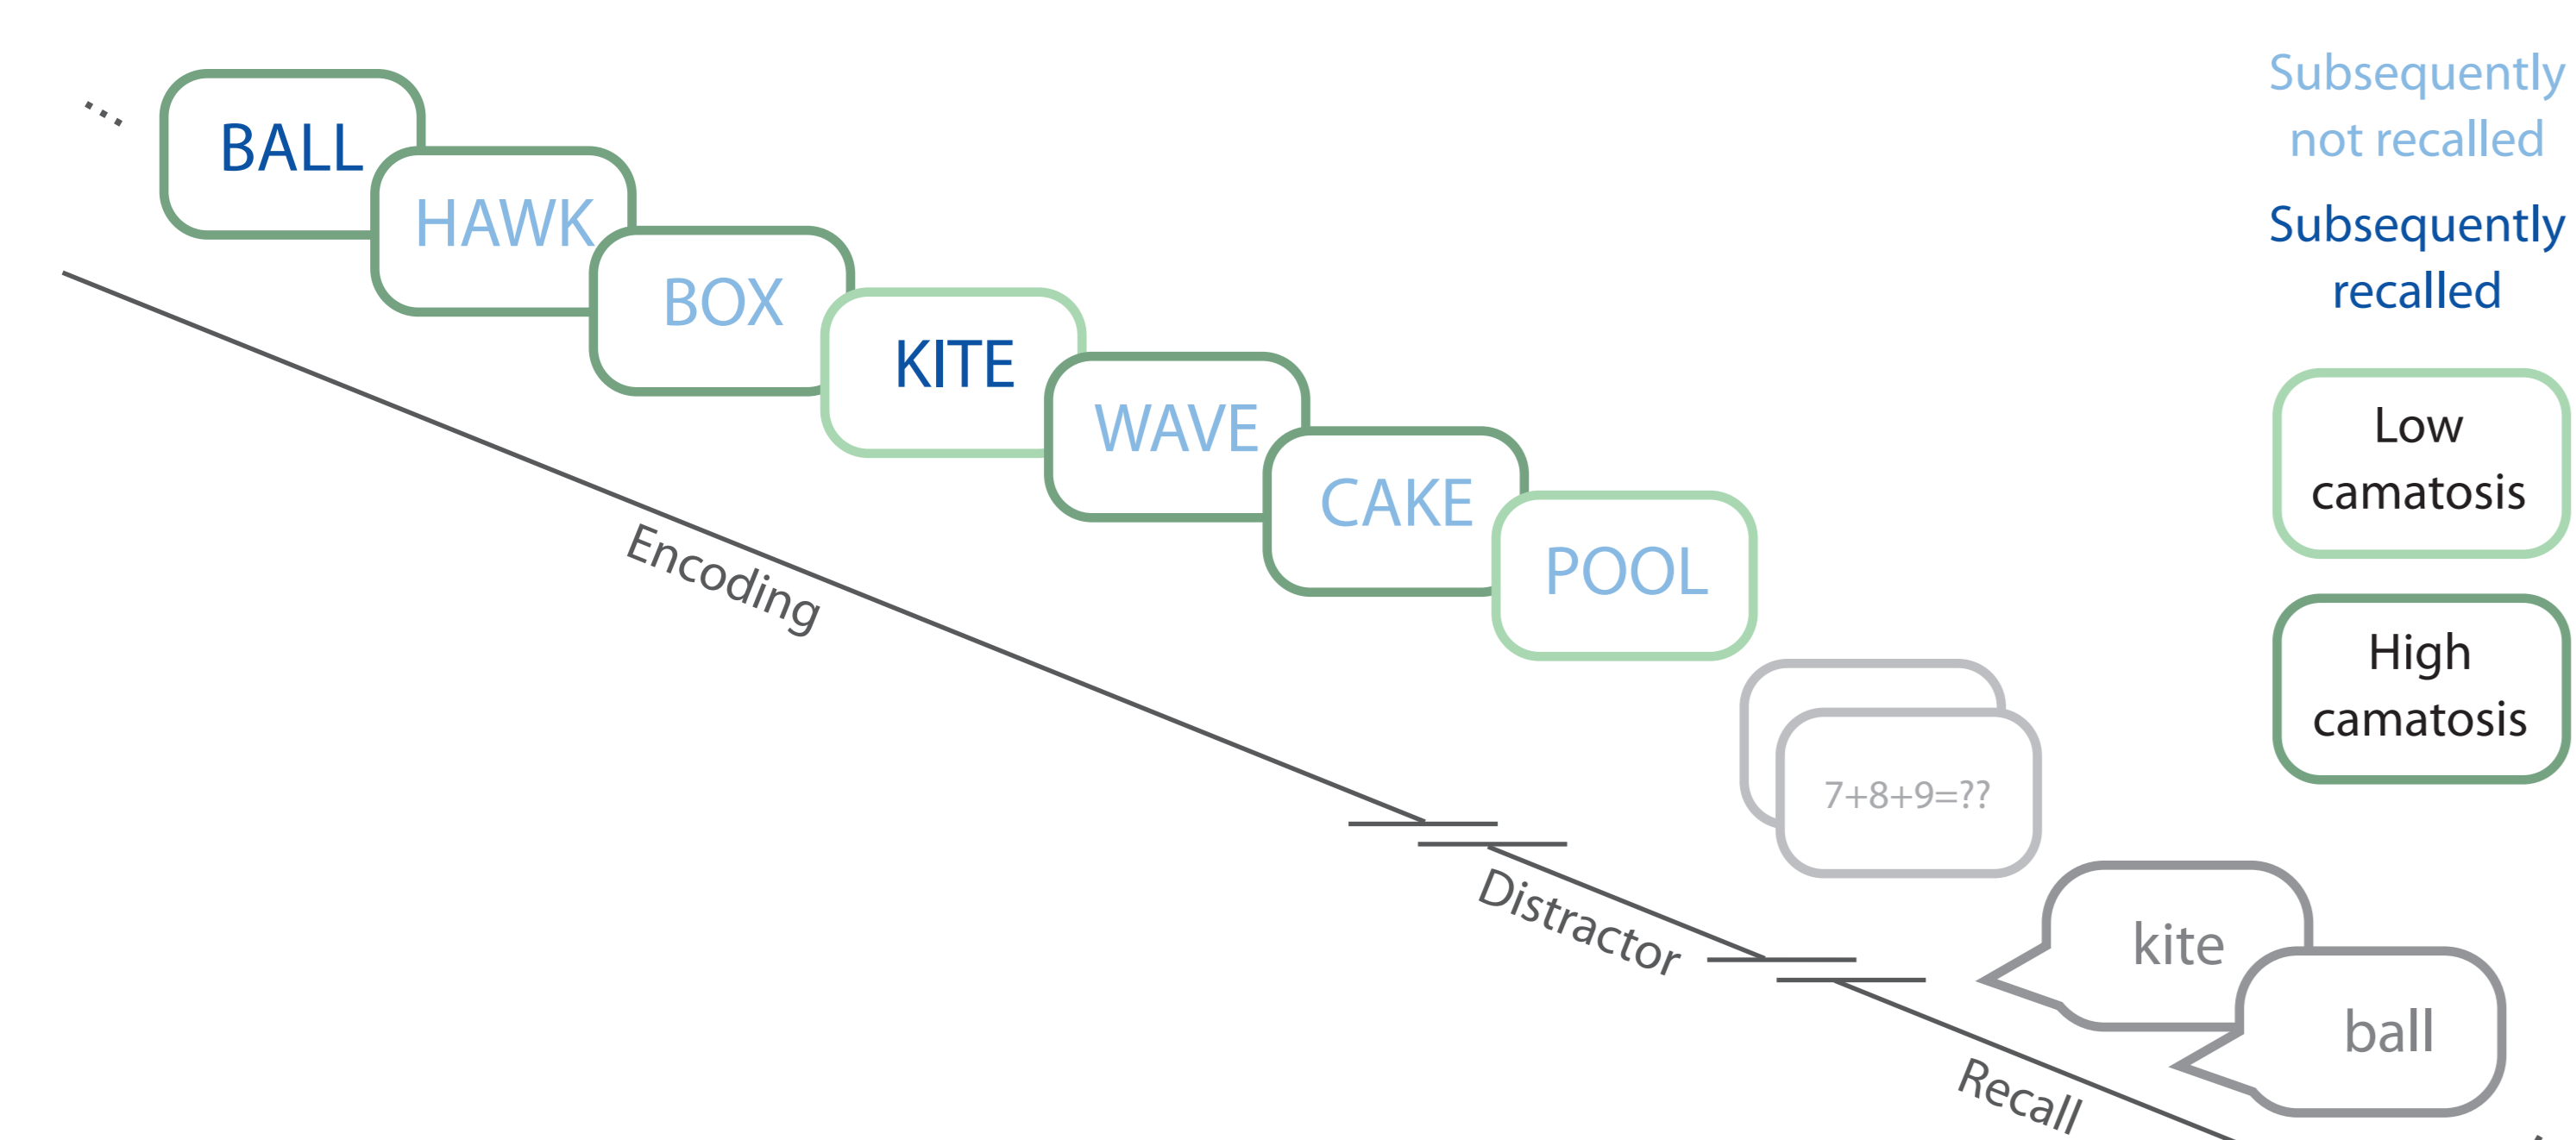 ...
BALL
HAWK
BOX
KITE
WAVE
CAKE
POOL
Encoding
7+8+9=??
Distractor
kite
ball
Recall
Subsequently
not recalled
Subsequently
recalled
Low
camatosis
High
camatosis